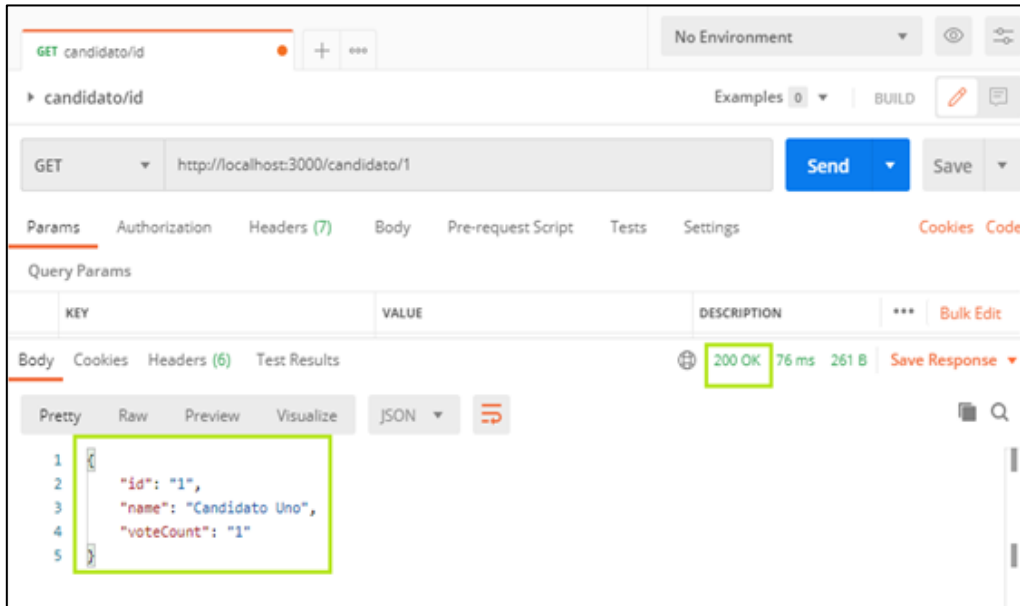 GET candidato/id
No Environment
candidato/id
Examples 0 BUILD
GET http://localhost:3000/candidato/1 Send Save
Params Authorization Headers (7) Body Pre-request Script Tests Settings Cookies Code
Query Params
KEY VALUE DESCRIPTION Bulk Edit
Body Cookies Headers (6) Test Results 200 OK 76 ms 261 B Save Response
Pretty Raw Preview Visualize JSON
1 {
2 "id": "1",
3 "name": "Candidato Uno",
4 "voteCount": "1"
5 }